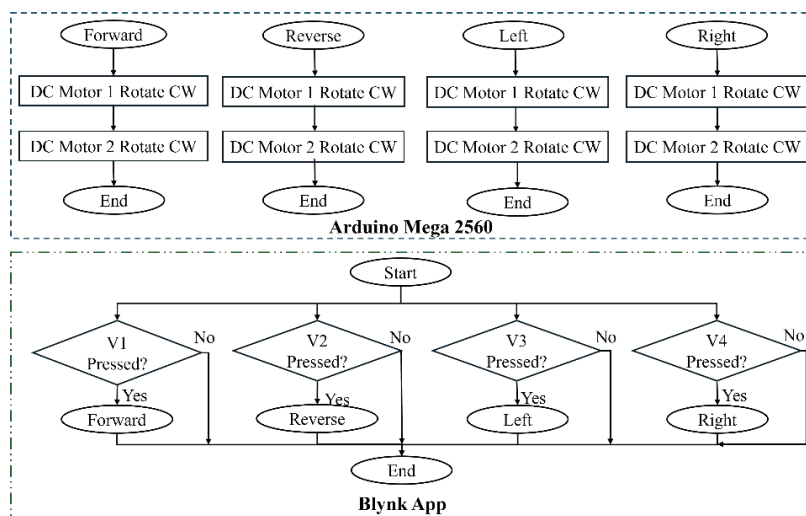 Forward
Reverse
Left
Right
DC Motor 1 Rotate CW
DC Motor 1 Rotate CW
DC Motor 1 Rotate CW
DC Motor 1 Rotate CW
DC Motor 2 Rotate CW
DC Motor 2 Rotate CW
DC Motor 2 Rotate CW
DC Motor 2 Rotate CW
End
End
End
End
Arduino Mega 2560
Start
V1
Pressed?
No
V2
Pressed?
No
V3
Pressed?
No
V4
Pressed?
No
Yes
Yes
Yes
Yes
Forward
Reverse
Left
Right
End
Blynk App